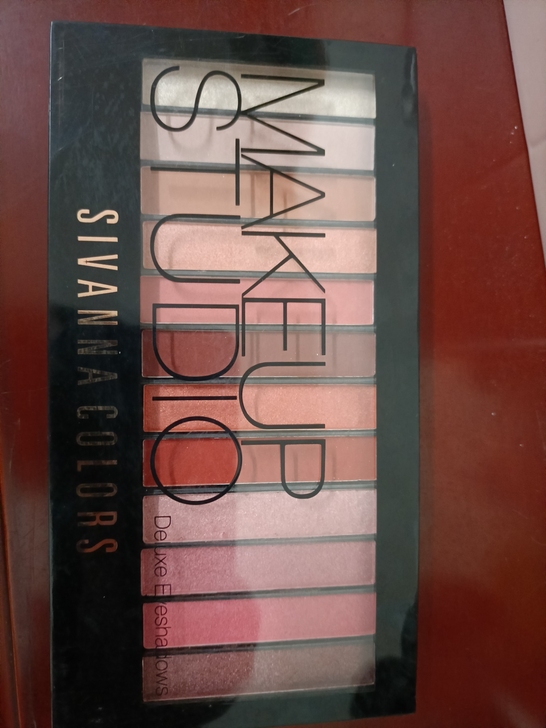 MAKEUP
STUDIO
Deluxe Eyeshadows
SIVANNA COLORS